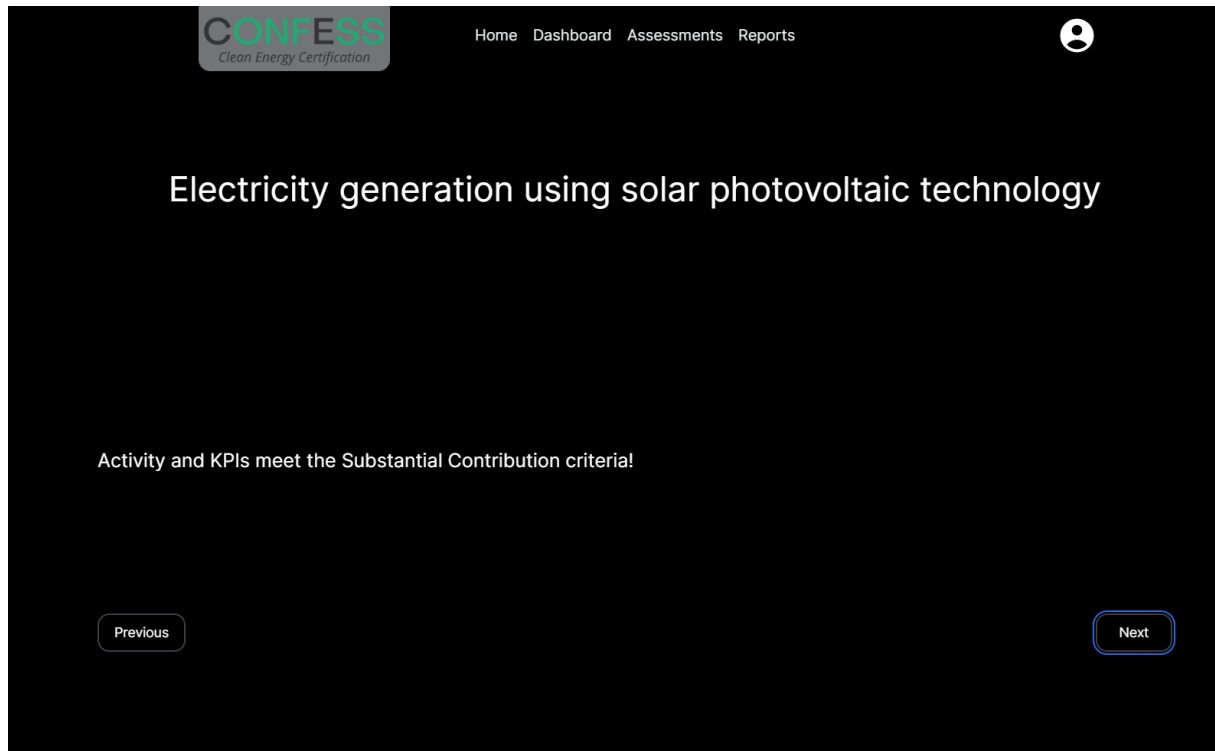 CONFESS
Clean Energy Certification
Home Dashboard Assessments Reports
Electricity generation using solar photovoltaic technology
Activity and KPIs meet the Substantial Contribution criteria!
Previous
Next